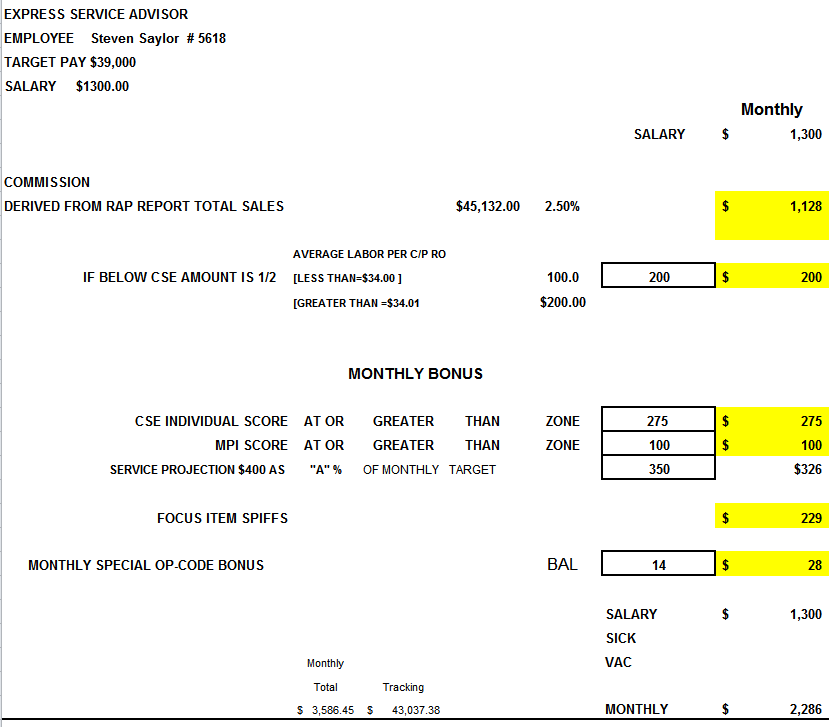 EXPRESS SERVICE ADVISOR
EMPLOYEE Steven Saylor # 5618
TARGET PAY $39,000
SALARY $1300.00
Monthly
SALARY $ 1,300
COMMISSION
DERIVED FROM RAP REPORT TOTAL SALES $45,132.00 2.50% $ 1,128
AVERAGE LABOR PER C/P RO
IF BELOW CSE AMOUNT IS 1/2 [LESS THAN=$34.00 ] 100.0 200 $ 200
[GREATER THAN =$34.01 $200.00
MONTHLY BONUS
CSE INDIVIDUAL SCORE AT OR GREATER THAN ZONE 275 $ 275
MPI SCORE AT OR GREATER THAN ZONE 100 $ 100
SERVICE PROJECTION $400 AS "A" % OF MONTHLY TARGET 350 $326
FOCUS ITEM SPIFFS $ 229
MONTHLY SPECIAL OP-CODE BONUS BAL 14 $ 28
SALARY $ 1,300
SICK
Monthly VAC
Total Tracking
$ 3,586.45 $ 43,037.38 MONTHLY $ 2,286